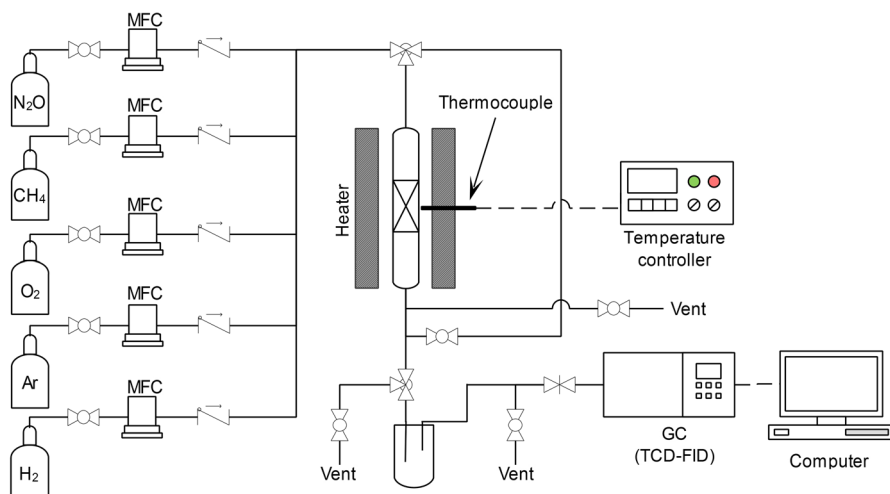 MFC
N₂O
MFC
CH₄
MFC
O₂
MFC
Ar
MFC
H₂
Thermocouple
Heater
Temperature
controller
Vent
Vent
Vent
GC
(TCD-FID)
Computer